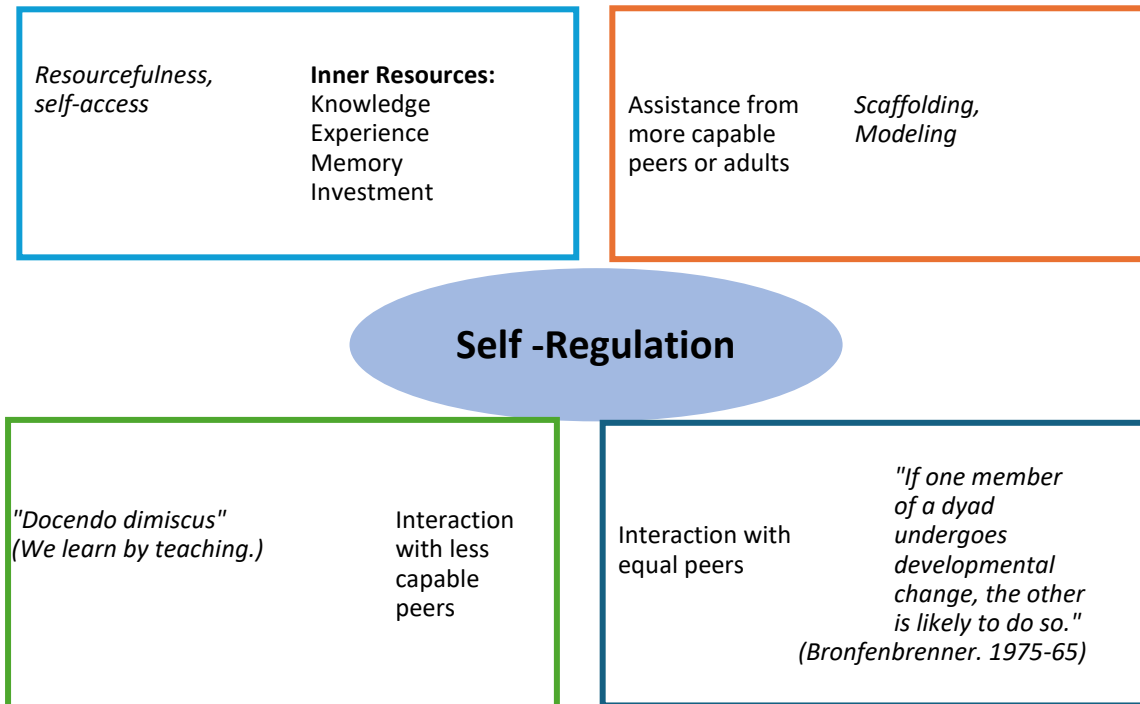 Resourcefulness,
self-access
Inner Resources:
Knowledge
Experience
Memory
Investment
Assistance from
more capable
peers or adults
Scaffolding,
Modeling
Self -Regulation
"Docendo dimiscus"
(We learn by teaching.)
Interaction
with less
capable
peers
Interaction with
equal peers
"If one member
of a dyad
undergoes
developmental
change, the other
is likely to do so."
(Bronfenbrenner. 1975-65)